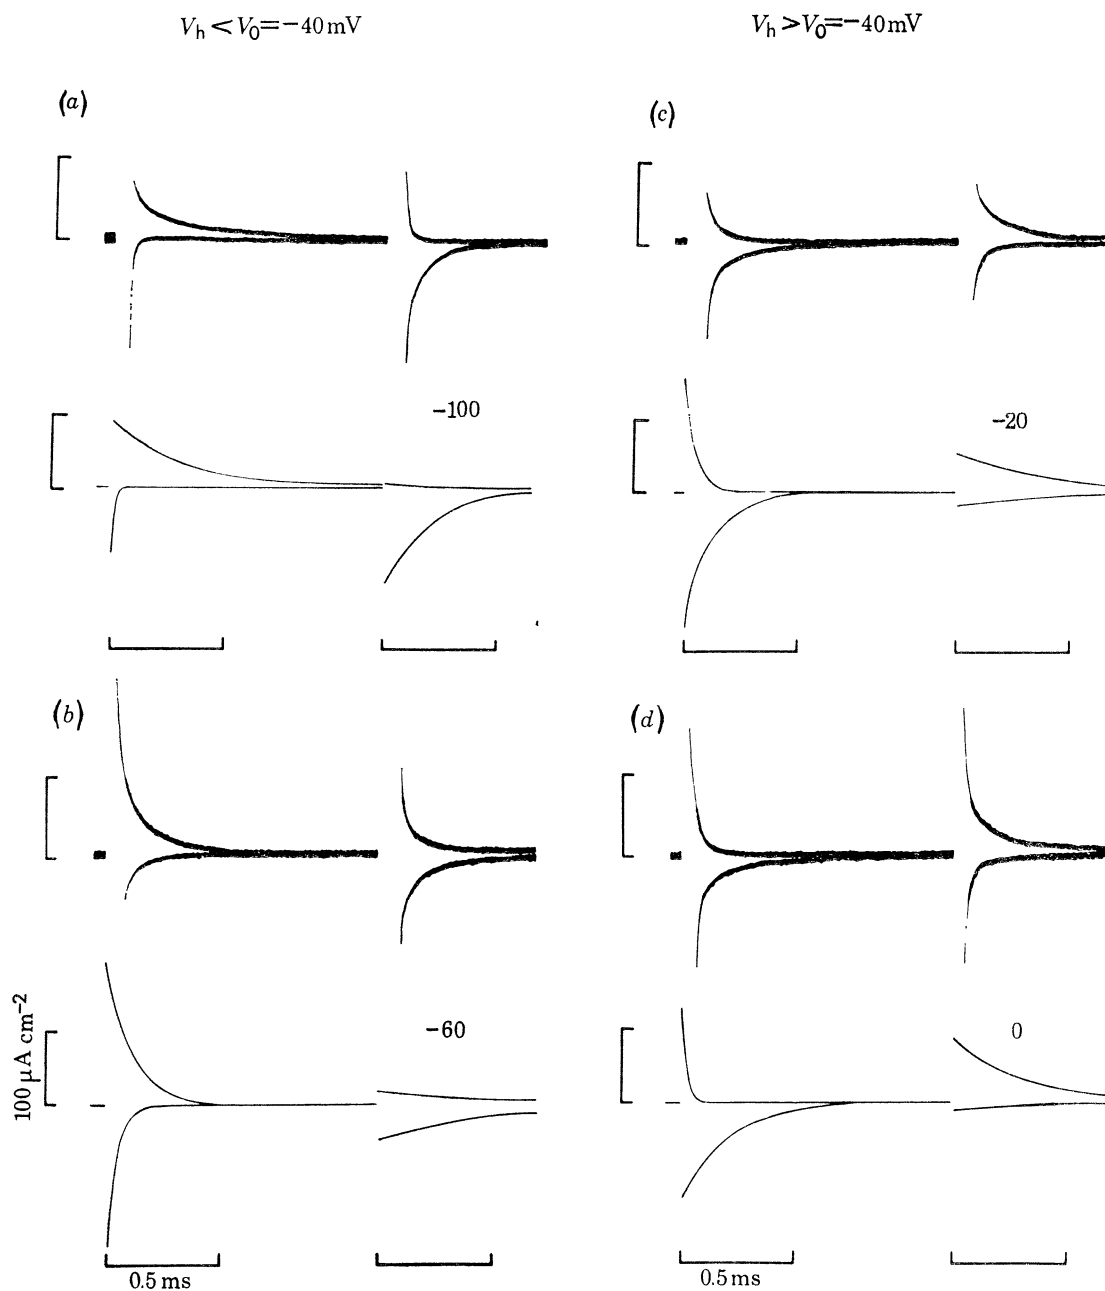 V_h < V_0 = −40 mV
V_h > V_0 = −40 mV
(a)
(c)
−100
−20
(b)
(d)
100 µA cm⁻²
−60
0
0.5 ms
0.5 ms